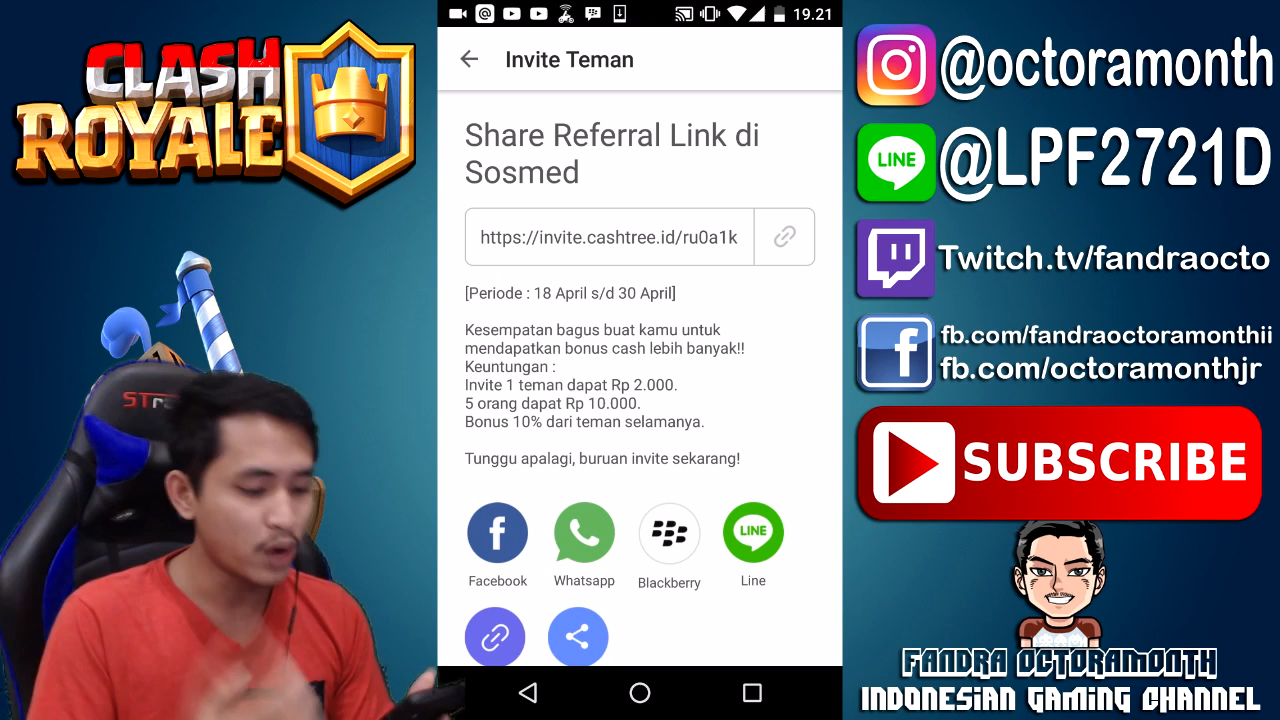 CLASH
ROYALE
19.21
Invite Teman
Share Referral Link di
Sosmed
https://invite.cashtree.id/ru0a1k
[Periode : 18 April s/d 30 April]
Kesempatan bagus buat kamu untuk
mendapatkan bonus cash lebih banyak!!
Keuntungan :
Invite 1 teman dapat Rp 2.000.
5 orang dapat Rp 10.000.
Bonus 10% dari teman selamanya.
Tunggu apalagi, buruan invite sekarang!
LINE
Facebook
Whatsapp
Blackberry
Line
@octoramonth
LINE
@LPF2721D
Twitch.tv/fandraocto
fb.com/fandraoctoramonthii
fb.com/octoramonthjr
SUBSCRIBE
FANDRA OCTORAMONTH
INDONESIAN GAMING CHANNEL